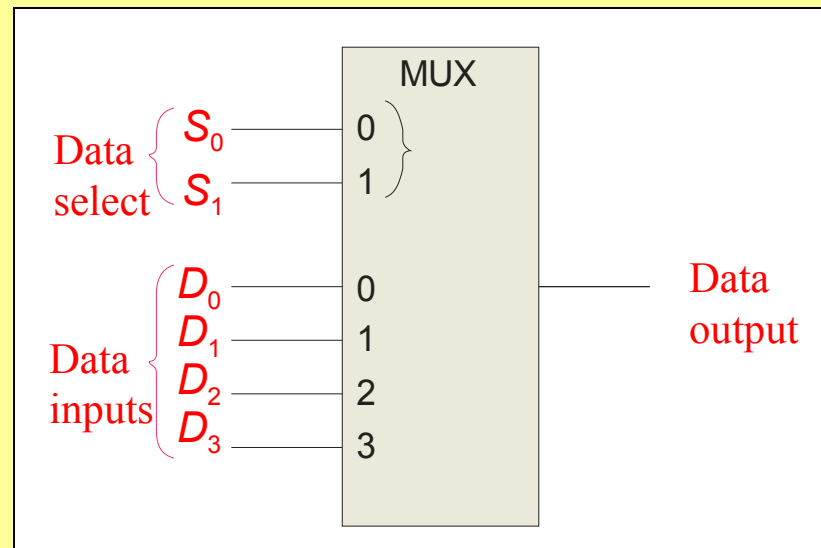 MUX
Data
select
S0
0
S1
1
Data
inputs
D0
0
D1
1
D2
2
D3
3
Data
output